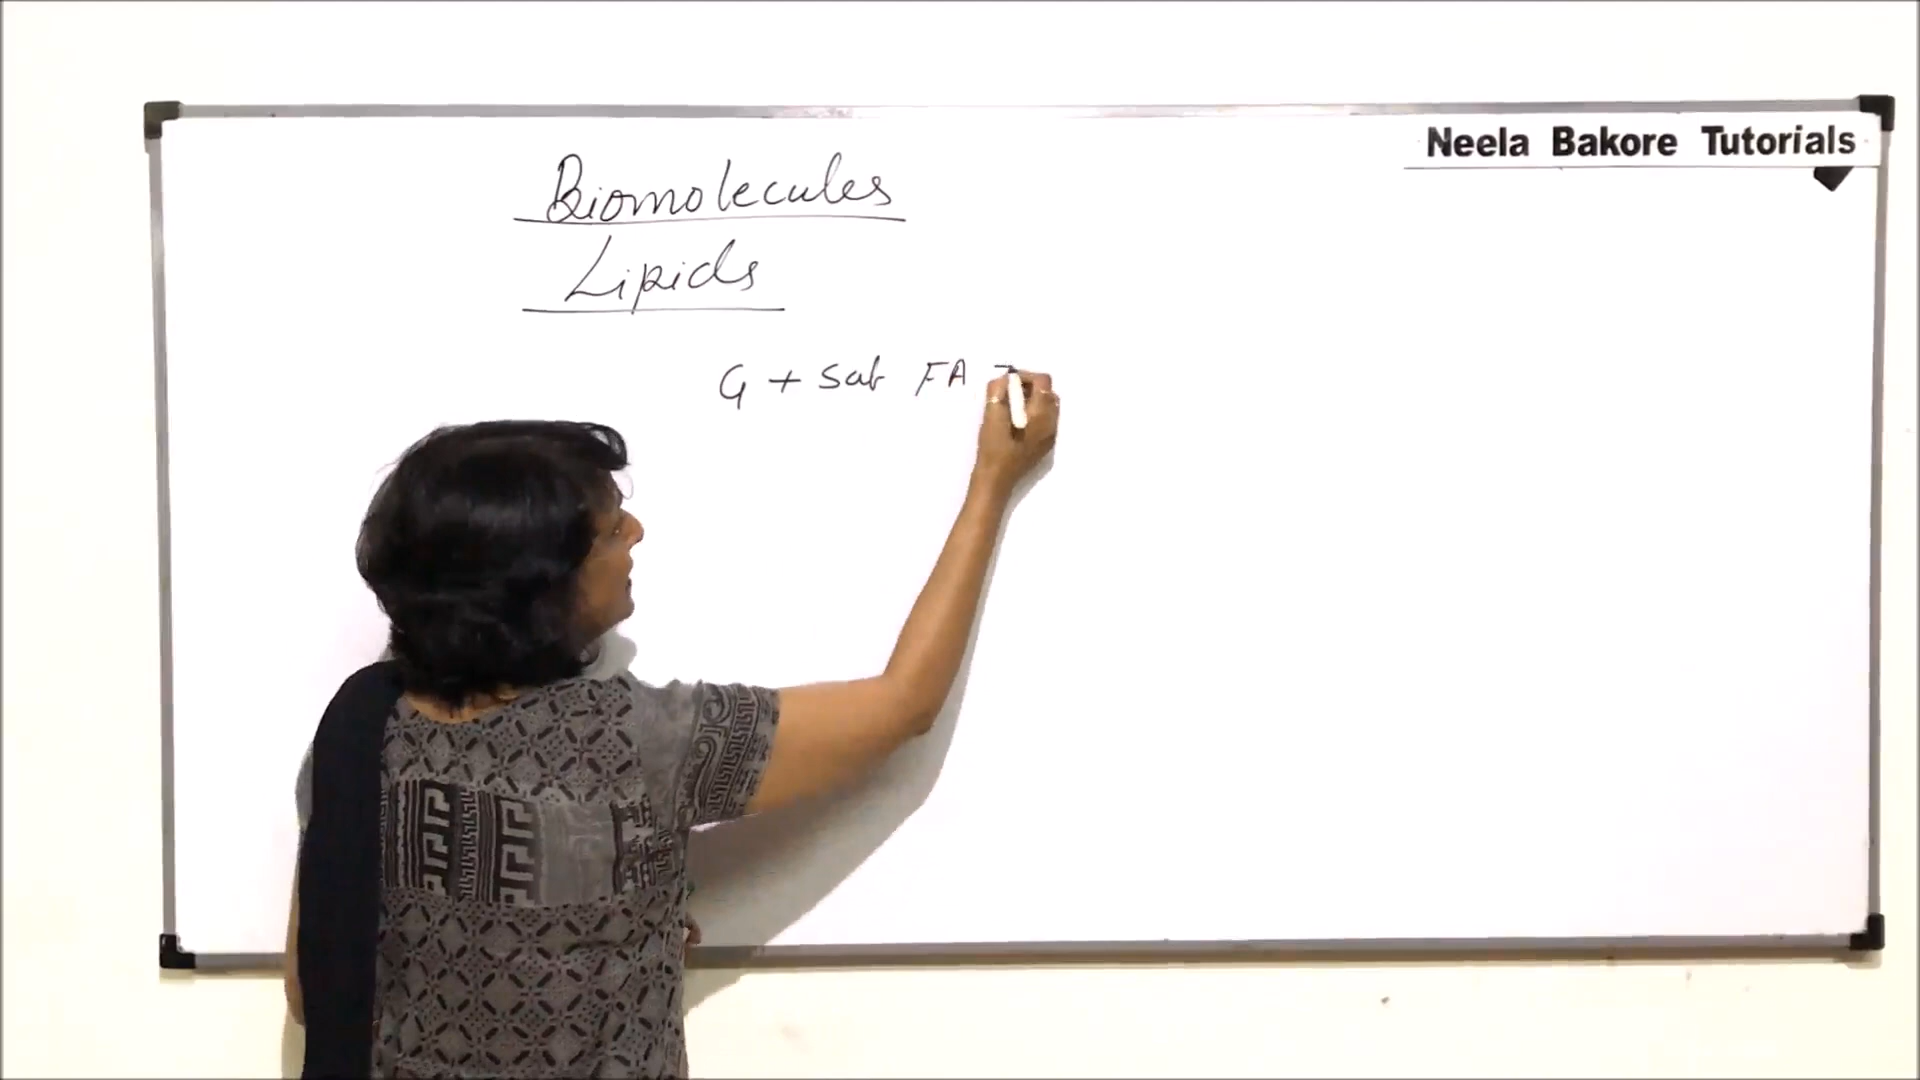 Neela Bakore Tutorials
Biomolecules
Lipids
G + Sat FA